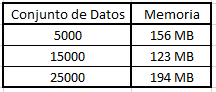 Conjunto de Datos Memoria
5000 156 MB
15000 123 MB
25000 194 MB